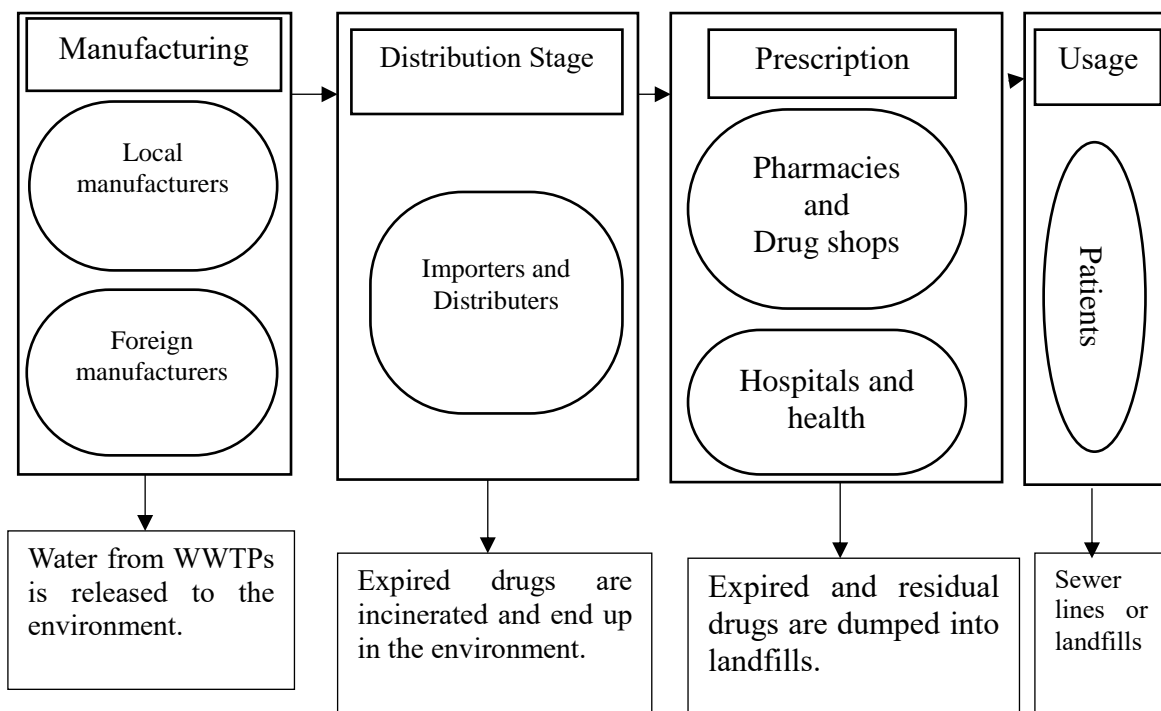 Manufacturing
Local
manufacturers
Foreign
manufacturers
Water from WWTPs
is released to the
environment.
Distribution Stage
Importers and
Distributers
Expired drugs are
incinerated and end up
in the environment.
Prescription
Pharmacies
and
Drug shops
Hospitals and
health
Expired and residual
drugs are dumped into
landfills.
Usage
Patients
Sewer
lines or
landfills